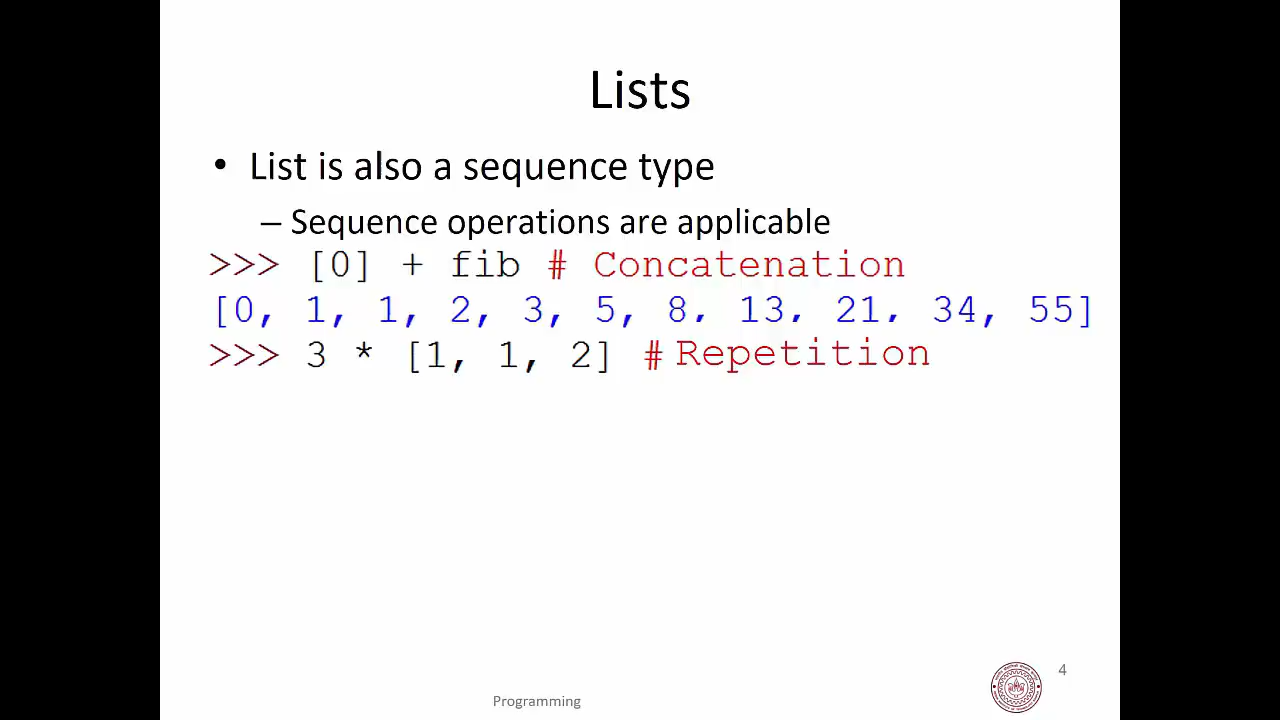 Lists
• List is also a sequence type
– Sequence operations are applicable
>>> [0] + fib # Concatenation
[0, 1, 1, 2, 3, 5, 8, 13, 21, 34, 55]
>>> 3 * [1, 1, 2] # Repetition
4
Programming